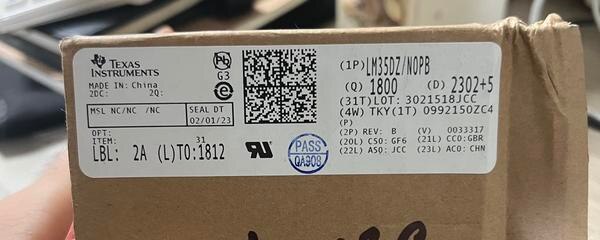 TEXAS
INSTRUMENTS
MADE IN: China
2DC: 2Q:
MSL NC/NC /NC
SEAL DT
02/01/23
OPT:
ITEM: 31
LBL: 2A (L)TO:1812
Pb
G3
e
PASS
QA908
(1P)LM35DZ/NOPB
(Q) 1800 (D) 2302+5
(31T)LOT: 3021518JCC
(4W) TKY(1T) 0992150ZC4
(P)
(2P) REV: B (V) 0033317
(20L) CSO: GF6 (21L) CCO:GBR
(22L) ASO: JCC (23L) ACO: CHN